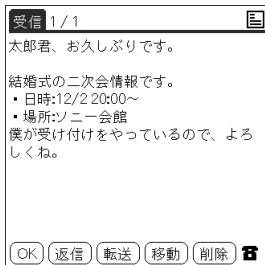 受信 1/1
太郎君、お久しぶりです。
結婚式の二次会情報です。
▪日時:12/2 20:00～
▪場所:ソニー会館
僕が受け付けをやっているので、よろ
しくね。
OK 返信 転送 移動 削除